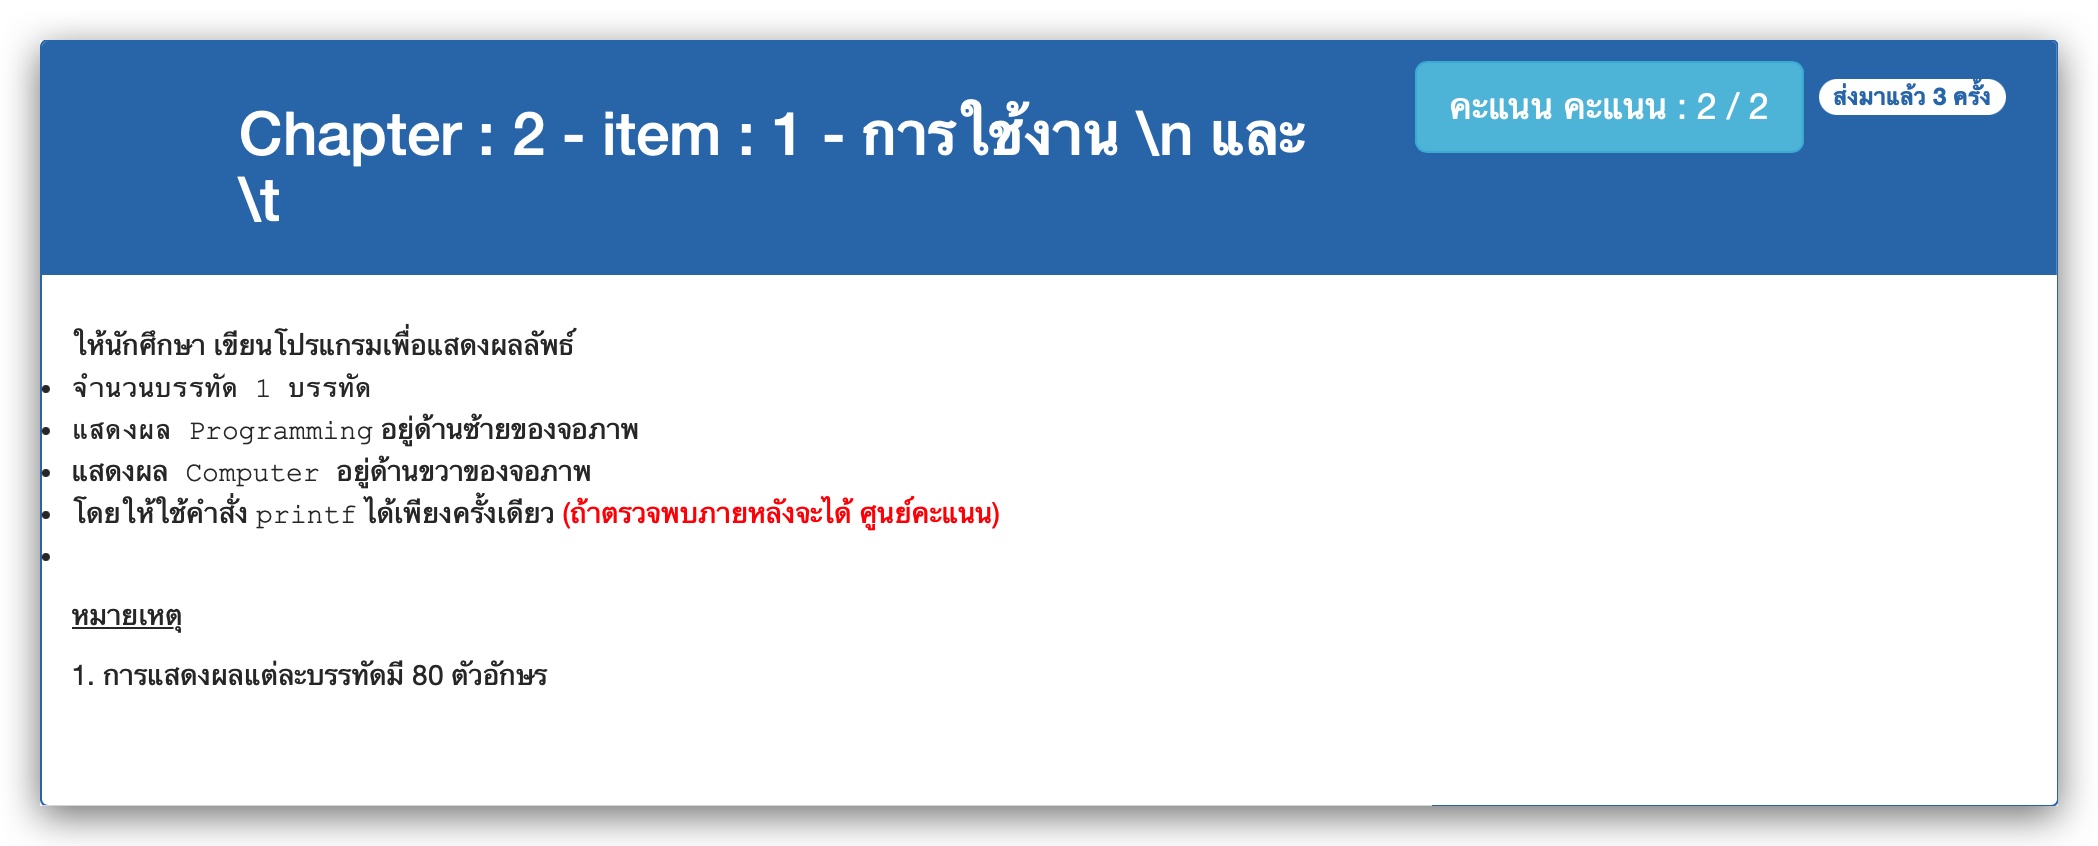 Chapter : 2 - item : 1 - การใช้งาน \n และ
\t
คะแนน คะแนน : 2 / 2
ส่งมาแล้ว 3 ครั้ง
ให้นักศึกษา เขียนโปรแกรมเพื่อแสดงผลลัพธ์
• จำนวนบรรทัด 1 บรรทัด
• แสดงผล Programming อยู่ด้านซ้ายของจอภาพ
• แสดงผล Computer อยู่ด้านขวาของจอภาพ
• โดยให้ใช้คำสั่ง printf ได้เพียงครั้งเดียว (ถ้าตรวจพบภายหลังจะได้ ศูนย์คะแนน)
•
หมายเหตุ
1. การแสดงผลแต่ละบรรทัดมี 80 ตัวอักษร